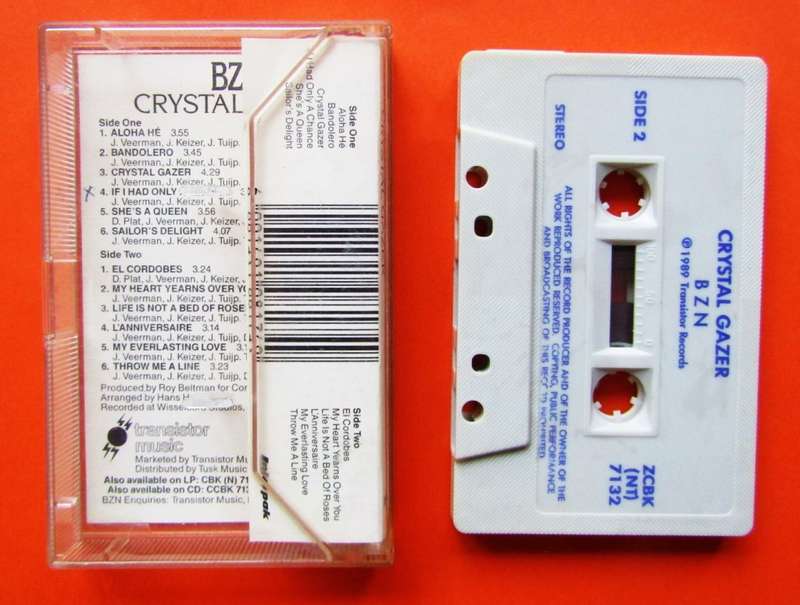 BZ
CRYSTAL
Side One
1. ALOHA HÉ 3.55
J. Veerman, J. Keizer, J. Tuijp.
2. BANDOLERO 3.45
J. Veerman, J. Keizer, J. Tuijp.
3. CRYSTAL GAZER 4.29
J. Veerman, J. Keizer, J. Tuijp.
4. IF I HAD ONLY
J. Veerman, J. Keizer, J. Tuijp
5. SHE'S A QUEEN 3.56
D. Plat, J. Veerman, J. Keizer,
6. SAILOR'S DELIGHT 4.07
J. Veerman, J. Keizer, J. Tuijp
Side Two
1. EL CORDOBES 3.24
D. Plat, J. Veerman, J. Keizer
2. MY HEART YEARNS OVER YO
J. Veerman, J. Keizer, J. Tuijp
3. LIFE IS NOT A BED OF ROSE
J. Veerman, J. Keizer, J. Tuijp
4. L'ANNIVERSAIRE 3.14
J. Veerman, J. Keizer, J. Tuijp,
5. MY EVERLASTING LOVE
J. Veerman, J. Keizer, J. Tuijp
6. THROW ME A LINE 3.23
J. Veerman, J. Keizer, J. Tuijp,
Produced by Roy Beltman for
Arranged by Hans
Recorded at
transistor
music
Marketed by Transistor Mu
Distributed by Tusk Music
Also available on LP: CBK (N) 71
Also available on CD: CCBK 713
BZN Enquiries: Transistor Music,
Side One
Aloha Hé
Bandolero
Crystal Gazer
Had Only A Chance
She's A Queen
Sailor's Delight
Side Two
El Cordobes
My Heart Yearns Over You
Life Is Not A Bed Of Roses
L'Anniversaire
My Everlasting Love
Throw Me A Line
SIDE 2
STEREO
CRYSTAL GAZER
BZN
℗ 1989 Transistor Records
ZCBK
(NT)
7132
ALL RIGHTS OF THE RECORD PRODUCER AND OF THE OWNER OF THE
WORK REPRODUCED RESERVED. COPYING, PUBLIC PERFORMANCE
AND BROADCASTING OF THIS RECORD PROHIBITED